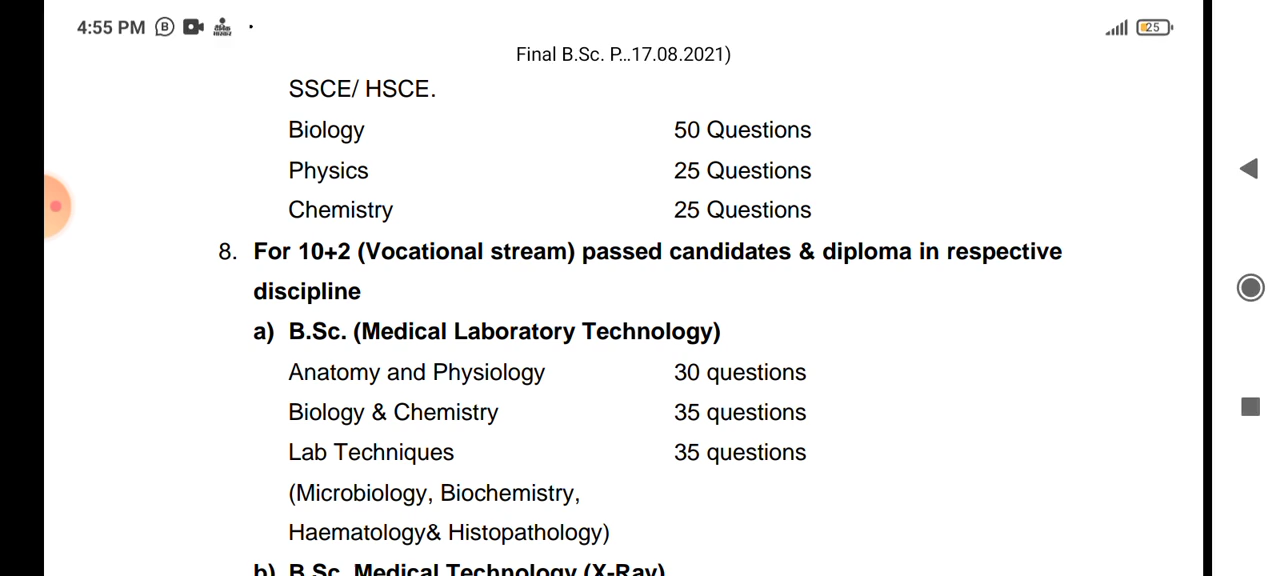 4:55 PM B
25
Final B.Sc. P...17.08.2021)
SSCE/ HSCE.
Biology 50 Questions
Physics 25 Questions
Chemistry 25 Questions
8. For 10+2 (Vocational stream) passed candidates & diploma in respective
discipline
a) B.Sc. (Medical Laboratory Technology)
Anatomy and Physiology 30 questions
Biology & Chemistry 35 questions
Lab Techniques 35 questions
(Microbiology, Biochemistry,
Haematology& Histopathology)
b) B.Sc. Medical Technology (X-Ray)